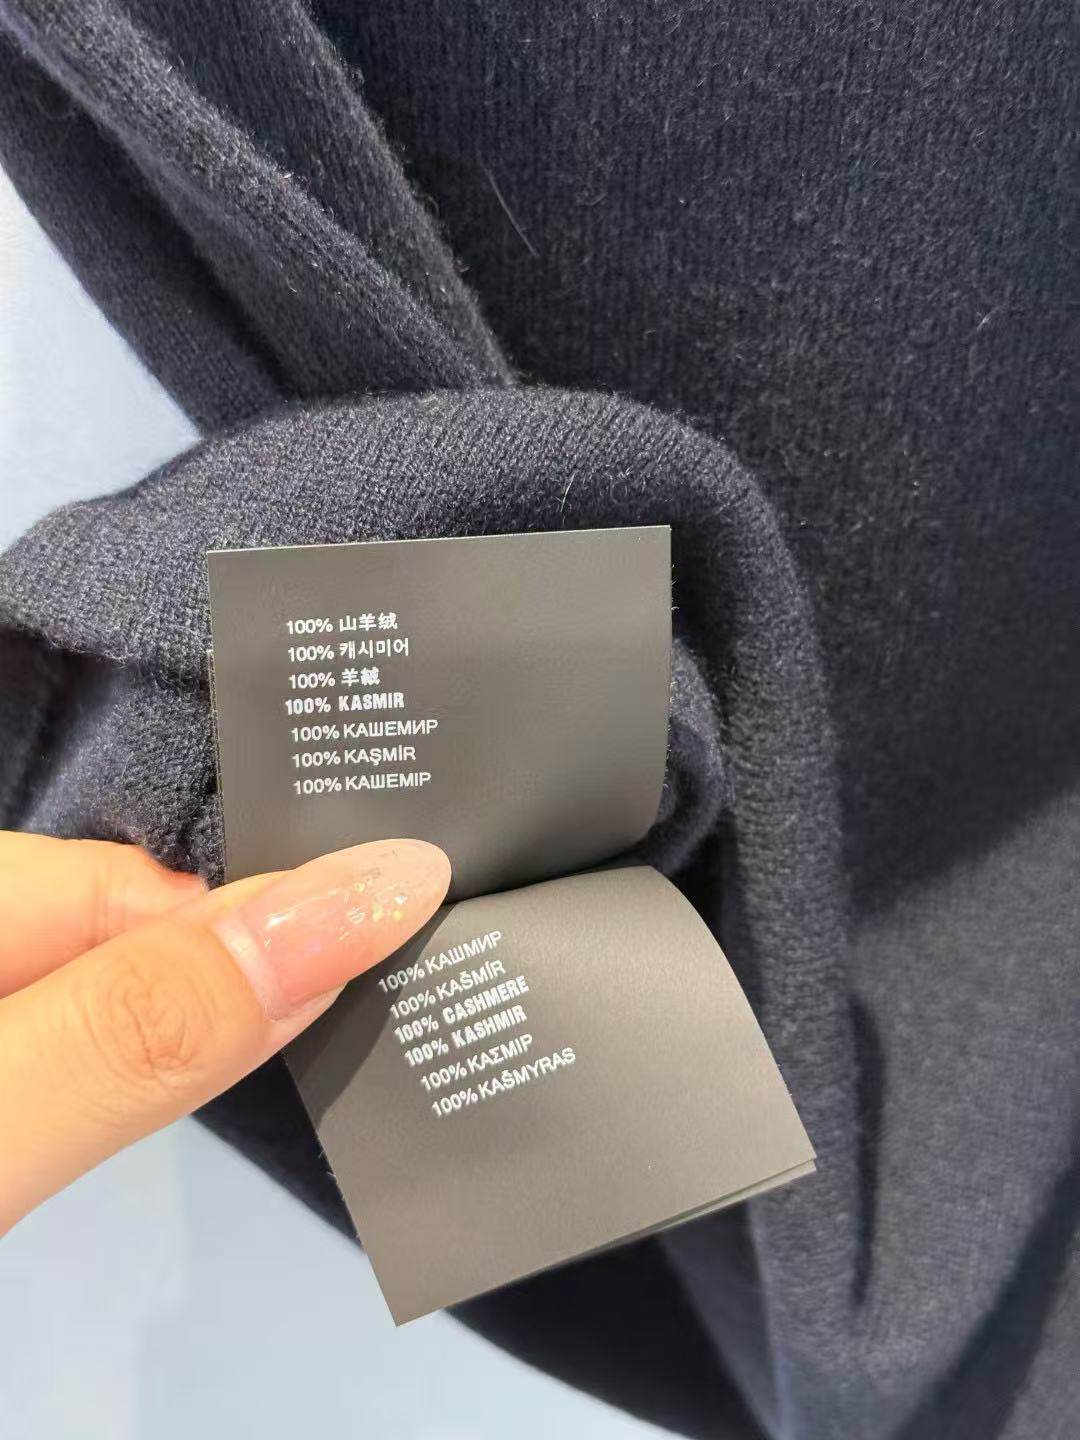 100% 山羊绒
100% 캐시미어
100% 羊絨
100% KASMIR
100% КАШЕМИР
100% KAŞMİR
100% КАШЕМІР
100% КАШМИР
100% KAŠMÍR
100% CASHMERE
100% KASHMIR
100% ΚΑΣΜΙΡ
100% KAŠMYRAS